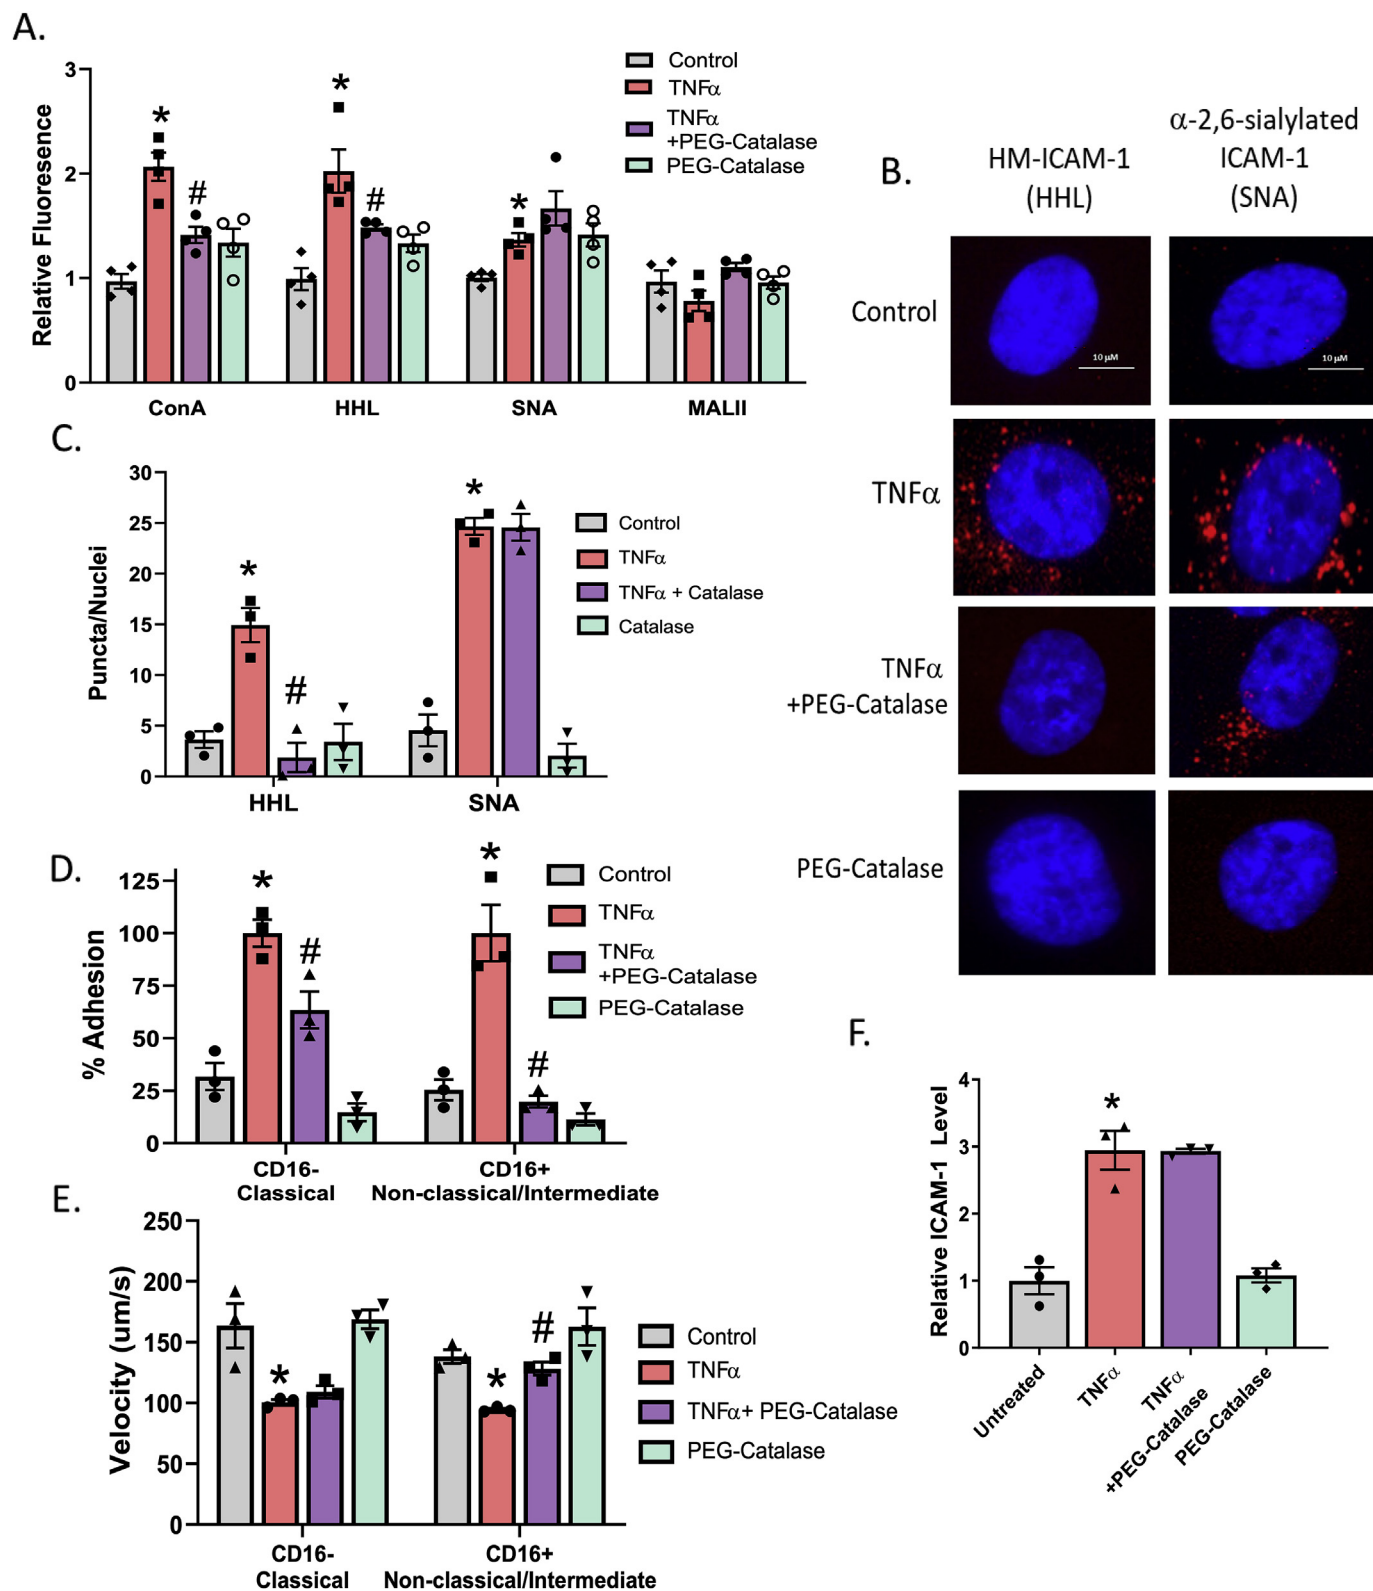 A.
3
2
1
0
Relative Fluoresence
*
#
*
#
*
Control
TNFα
TNFα
+PEG-Catalase
PEG-Catalase
ConA
HHL
SNA
MALII
B.
HM-ICAM-1
(HHL)
α-2,6-sialylated
ICAM-1
(SNA)
Control
10 μM
10 μM
TNFα
TNFα
+PEG-Catalase
PEG-Catalase
C.
30
25
20
15
10
5
0
Puncta/Nuclei
*
#
*
Control
TNFα
TNFα + Catalase
Catalase
HHL
SNA
D.
125
100
75
50
25
0
% Adhesion
*
#
*
#
Control
TNFα
TNFα
+PEG-Catalase
PEG-Catalase
CD16-
Classical
CD16+
Non-classical/Intermediate
E.
250
200
150
100
50
0
Velocity (um/s)
*
*
#
Control
TNFα
TNFα+ PEG-Catalase
PEG-Catalase
CD16-
Classical
CD16+
Non-classical/Intermediate
F.
4
3
2
1
0
Relative ICAM-1 Level
*
Untreated
TNFα
TNFα
+PEG-Catalase
PEG-Catalase